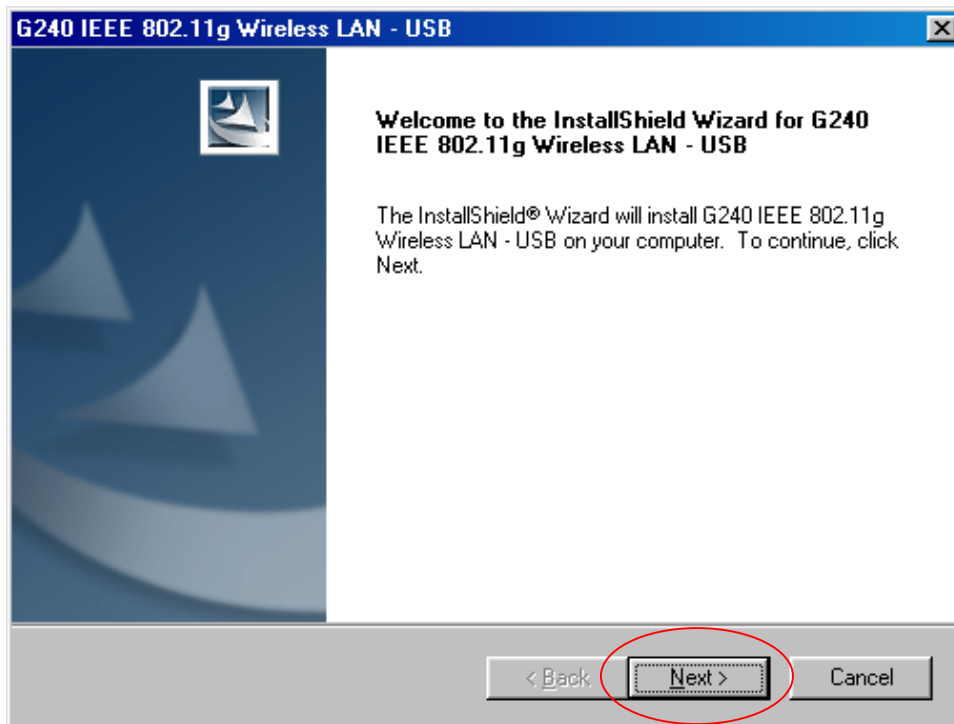 G240 IEEE 802.11g Wireless LAN - USB
Welcome to the InstallShield Wizard for G240
IEEE 802.11g Wireless LAN - USB
The InstallShield® Wizard will install G240 IEEE 802.11g
Wireless LAN - USB on your computer.  To continue, click
Next.
< Back
Next >
Cancel